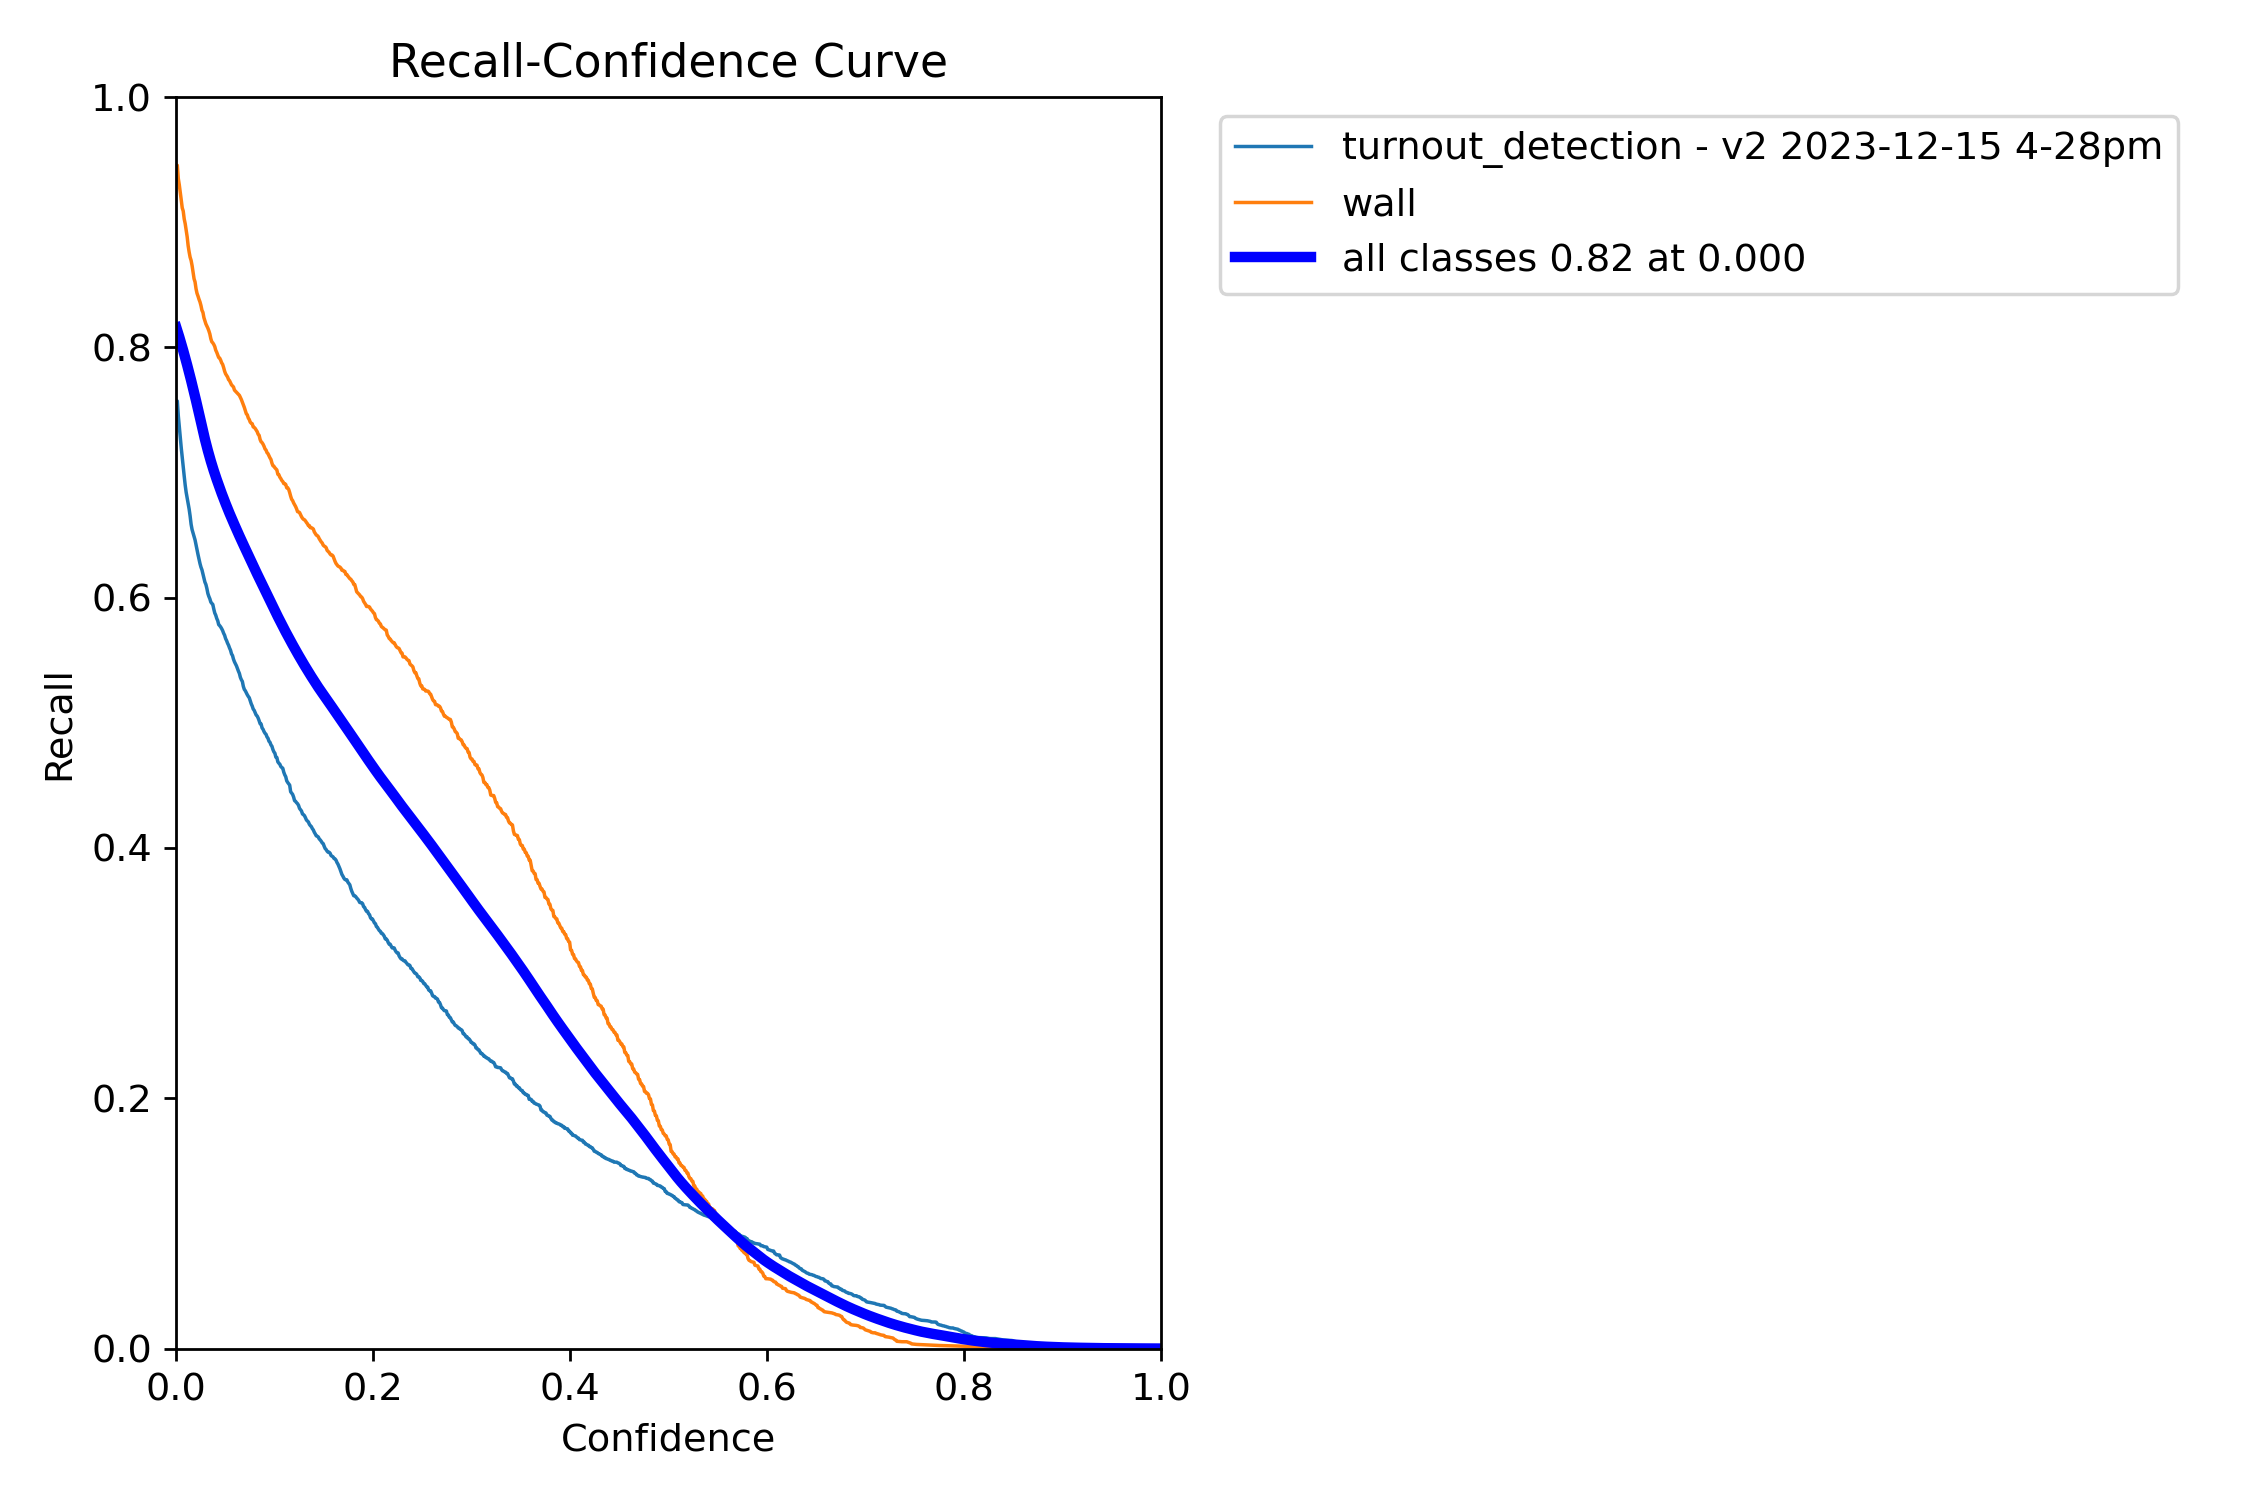 Recall-Confidence Curve
1.0
0.8
0.6
0.4
0.2
0.0
Recall
0.0 0.2 0.4 0.6 0.8 1.0
Confidence
turnout_detection - v2 2023-12-15 4-28pm
wall
all classes 0.82 at 0.000